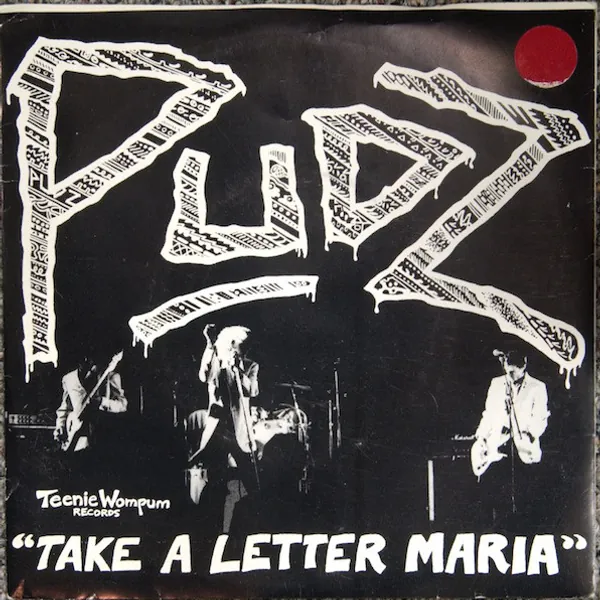 PUDZ
Teenie Wompum
RECORDS
"TAKE A LETTER MARIA"